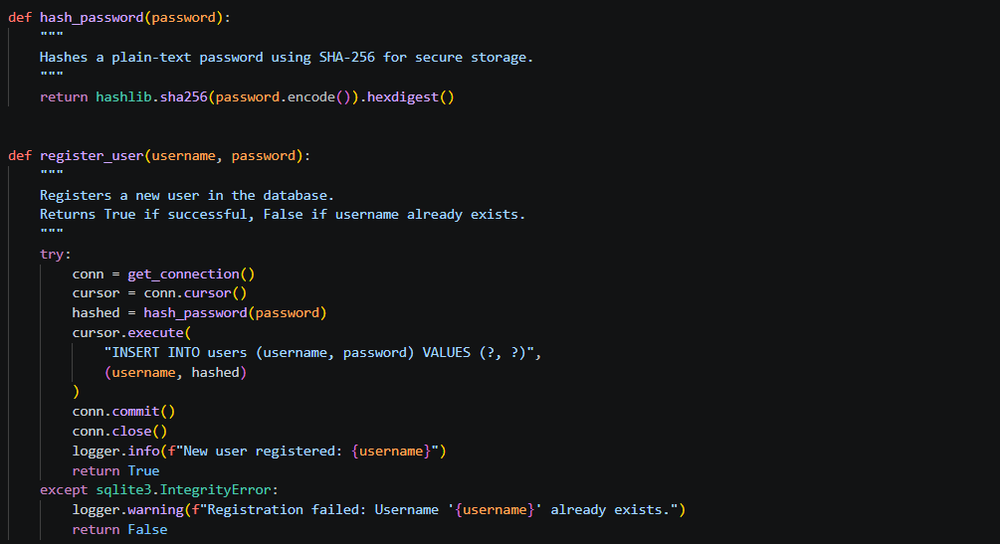 def hash_password(password):
    """
    Hashes a plain-text password using SHA-256 for secure storage.
    """
    return hashlib.sha256(password.encode()).hexdigest()
def register_user(username, password):
    """
    Registers a new user in the database.
    Returns True if successful, False if username already exists.
    """
    try:
        conn = get_connection()
        cursor = conn.cursor()
        hashed = hash_password(password)
        cursor.execute(
            "INSERT INTO users (username, password) VALUES (?, ?)",
            (username, hashed)
        )
        conn.commit()
        conn.close()
        logger.info(f"New user registered: {username}")
        return True
    except sqlite3.IntegrityError:
        logger.warning(f"Registration failed: Username '{username}' already exists.")
        return False